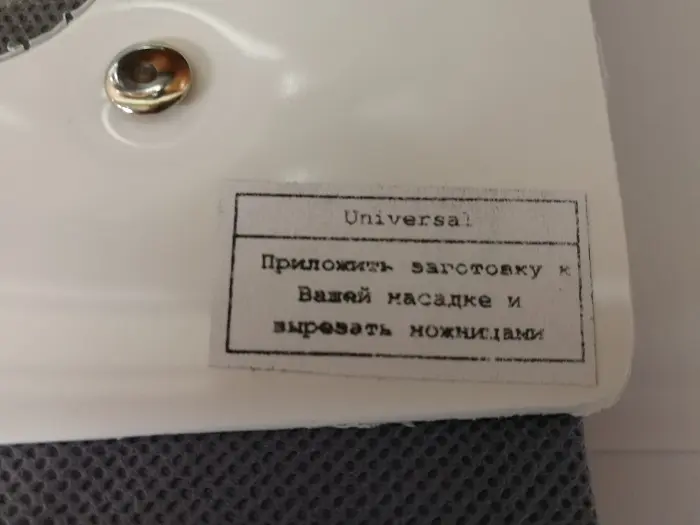 Universal
Приложить заготовку к
Вашей насадке и
вырезать ножницами